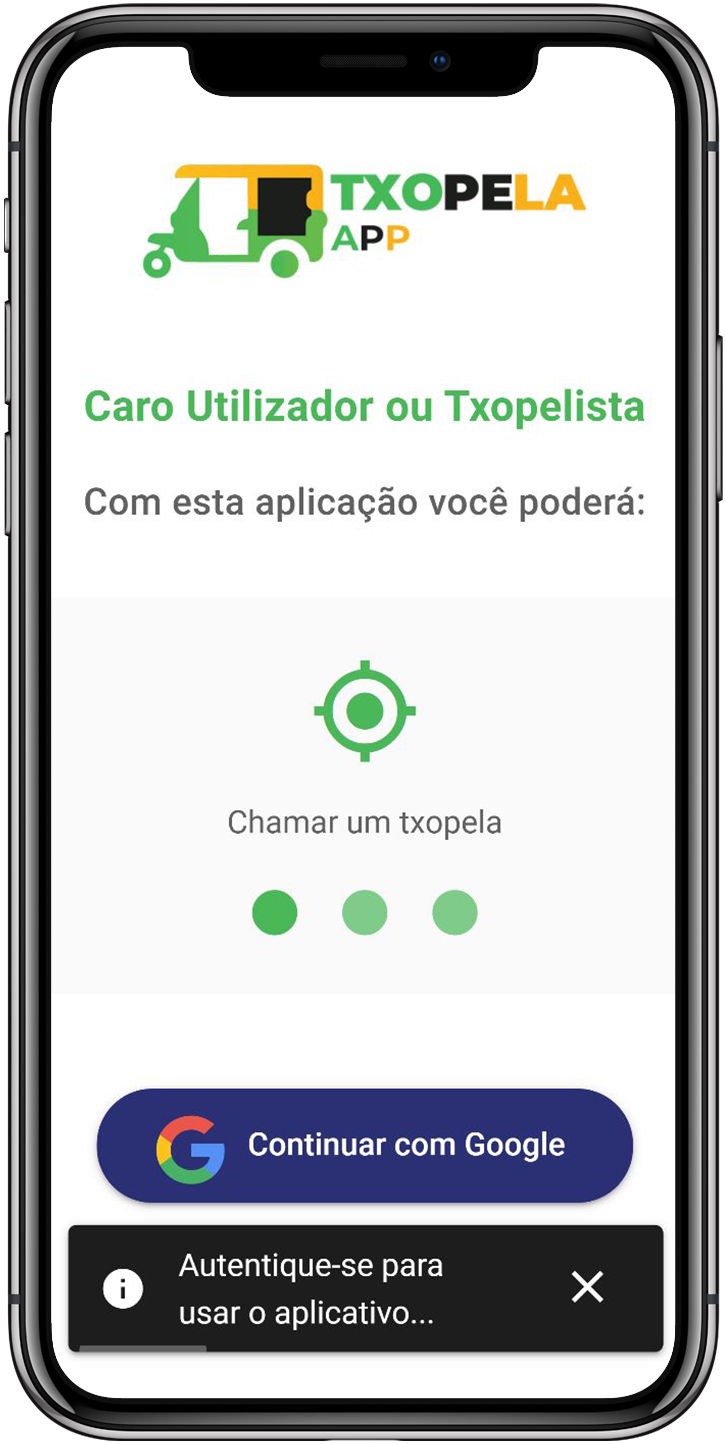 TXOPELA
APP
Caro Utilizador ou Txopelista
Com esta aplicação você poderá:
Chamar um txopela
Continuar com Google
Autentique-se para
usar o aplicativo...